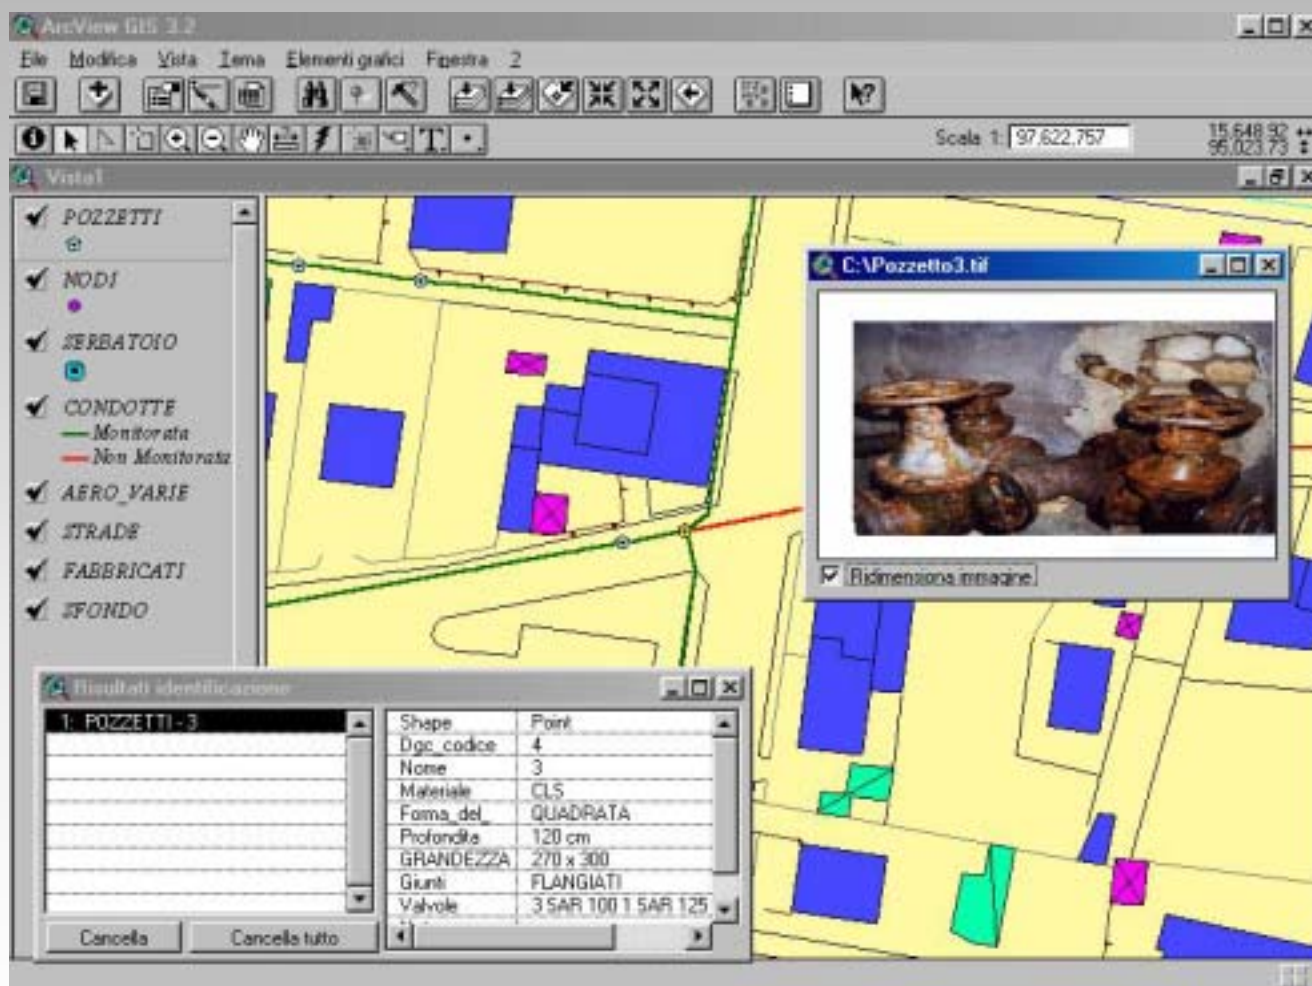 ArcView GIS 3.2
File Modifica Vista Tema Elementi grafici Finestra ?
Scala 1: 97,622,757
15,648.92
95,023.73
Vista1
POZZETTI
NODI
SERBATOIO
CONDOTTE
Monitorata
Non Monitorata
AERO_VARIE
STRADE
FABBRICATI
SFONDO
C:\Pozzetto3.tif
Ridimensiona immagine
Risultati identificazione
1: POZZETTI - 3
Shape Point
Dgc_codice 4
Nome 3
Materiale CLS
Forma_del_ QUADRATA
Profondita 120 cm
GRANDEZZA 270 x 300
Giunti FLANGIATI
Valvole 3 SAR 100 1 SAR 125
Cancella Cancella tutto